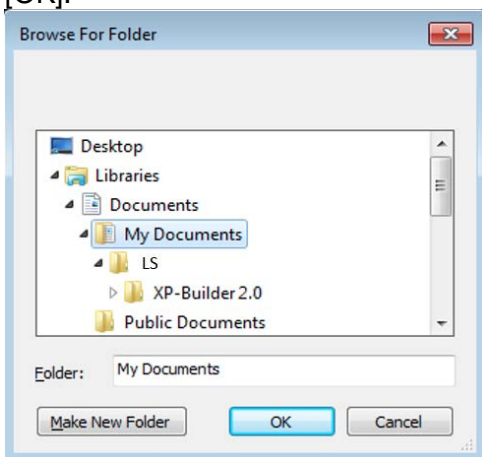 [OK].
Browse For Folder
Desktop
Libraries
Documents
My Documents
LS
XP-Builder 2.0
Public Documents
Folder: My Documents
Make New Folder OK Cancel